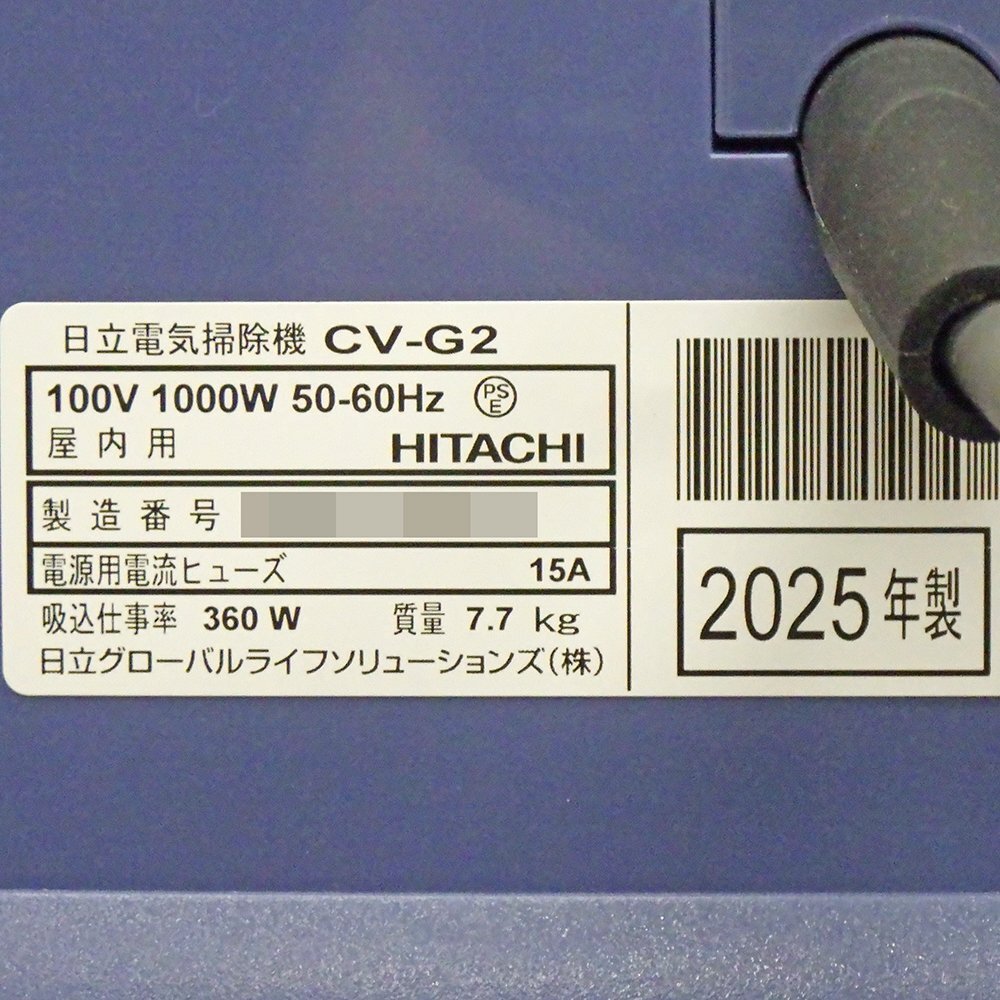 日立電気掃除機 CV-G2
100V 1000W 50-60Hz PSE
屋内用 HITACHI
製造番号
電源用電流ヒューズ 15A
吸込仕事率 360 W 質量 7.7 kg
日立グローバルライフソリューションズ(株)
2025年製